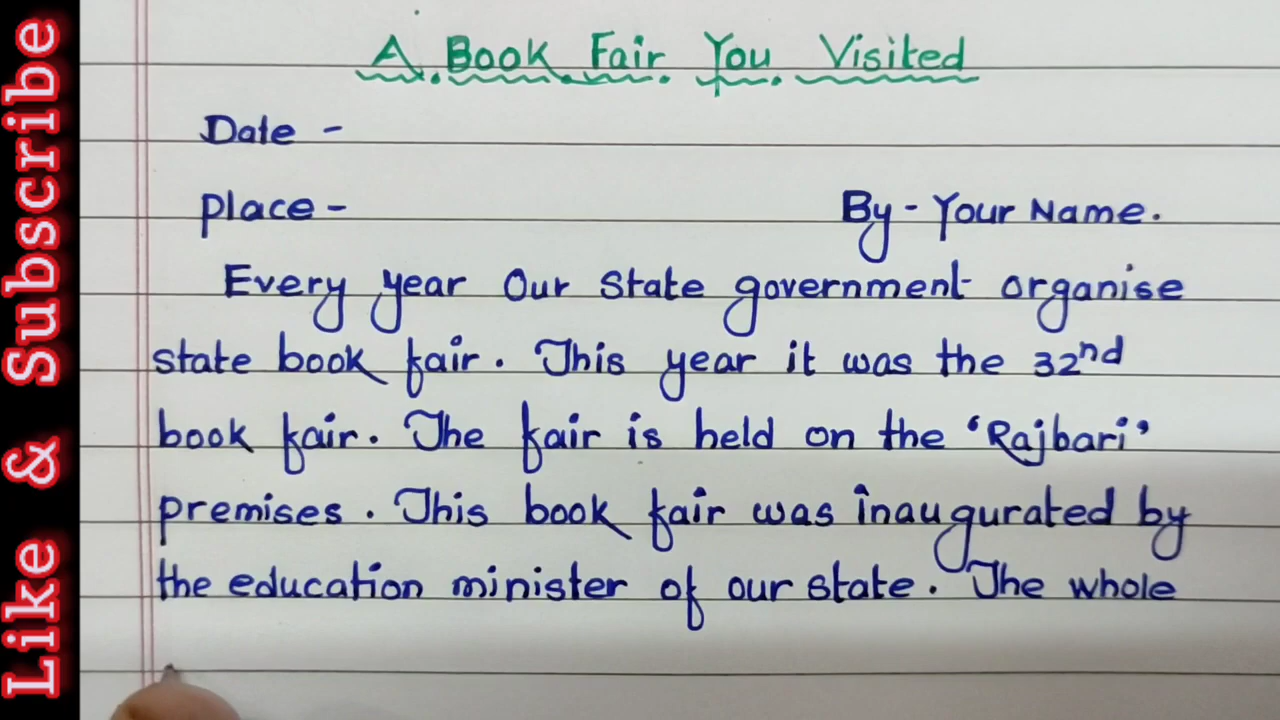 Like & Subscribe
A Book Fair You Visited
Date -
Place - By - Your Name.
Every year Our State government organise
state book fair. This year it was the 32nd
book fair. The fair is held on the 'Rajbari'
premises. This book fair was inaugurated by
the education minister of our state. The whole